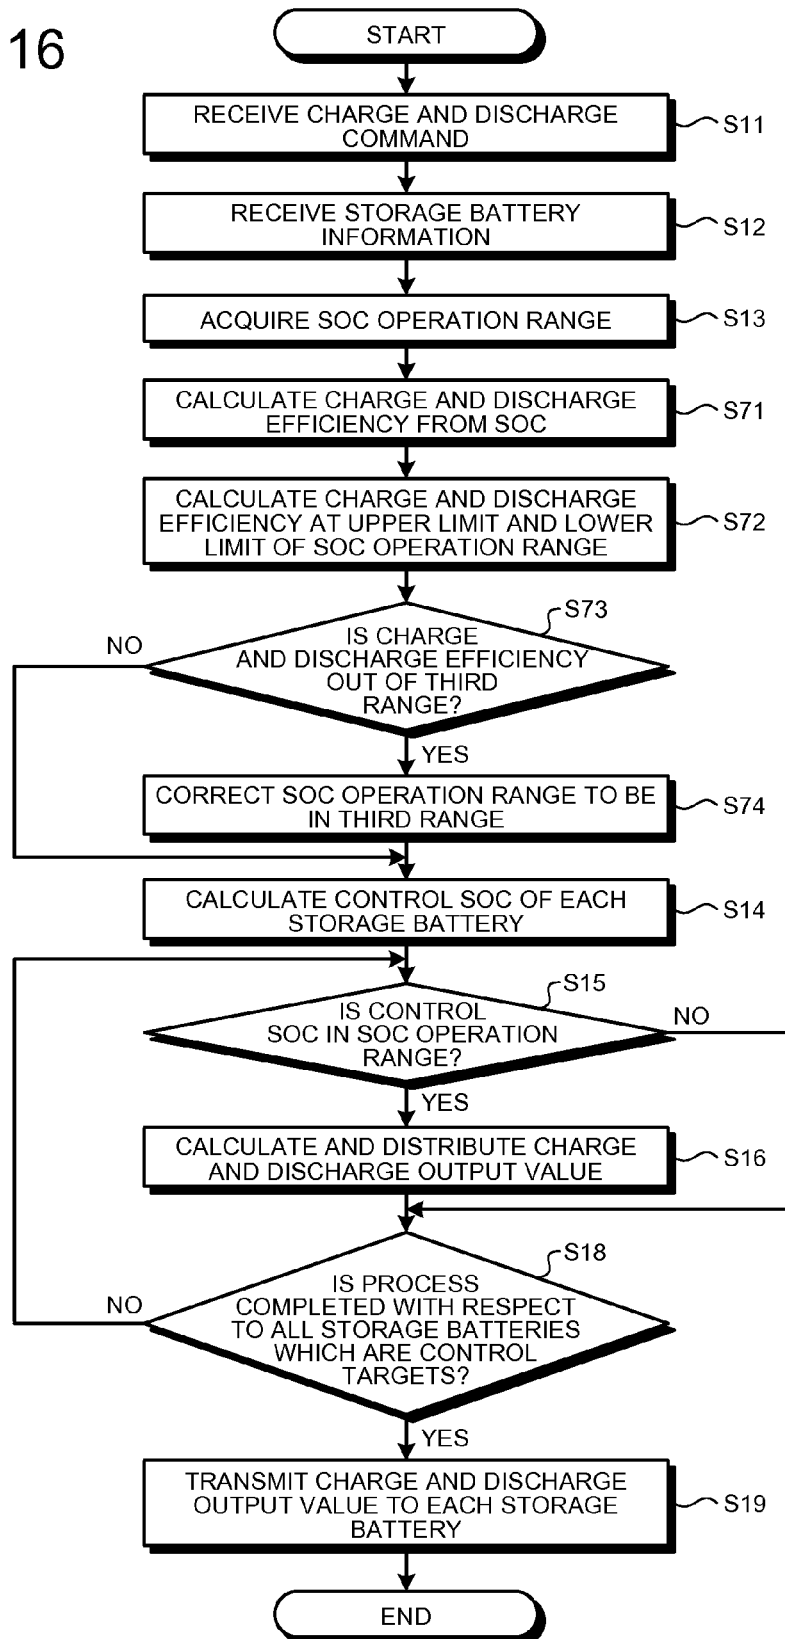 16
START
RECEIVE CHARGE AND DISCHARGE
COMMAND
S11
RECEIVE STORAGE BATTERY
INFORMATION
S12
ACQUIRE SOC OPERATION RANGE
S13
CALCULATE CHARGE AND DISCHARGE
EFFICIENCY FROM SOC
S71
CALCULATE CHARGE AND DISCHARGE
EFFICIENCY AT UPPER LIMIT AND LOWER
LIMIT OF SOC OPERATION RANGE
S72
S73
NO
IS CHARGE
AND DISCHARGE EFFICIENCY
OUT OF THIRD
RANGE?
YES
CORRECT SOC OPERATION RANGE TO BE
IN THIRD RANGE
S74
CALCULATE CONTROL SOC OF EACH
STORAGE BATTERY
S14
S15
IS CONTROL
SOC IN SOC OPERATION
RANGE?
NO
YES
CALCULATE AND DISTRIBUTE CHARGE
AND DISCHARGE OUTPUT VALUE
S16
S18
IS PROCESS
COMPLETED WITH RESPECT
TO ALL STORAGE BATTERIES
WHICH ARE CONTROL
TARGETS?
NO
YES
TRANSMIT CHARGE AND DISCHARGE
OUTPUT VALUE TO EACH STORAGE
BATTERY
S19
END